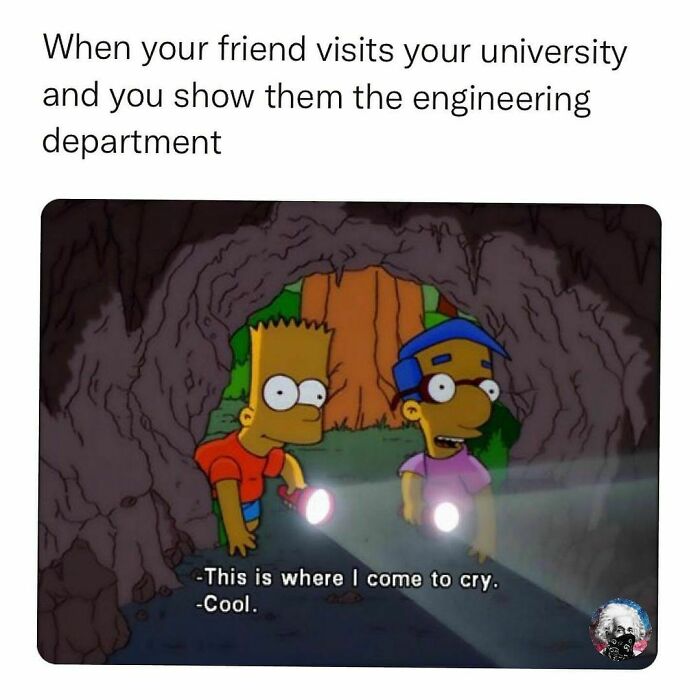 When your friend visits your university
and you show them the engineering
department
-This is where I come to cry.
-Cool.